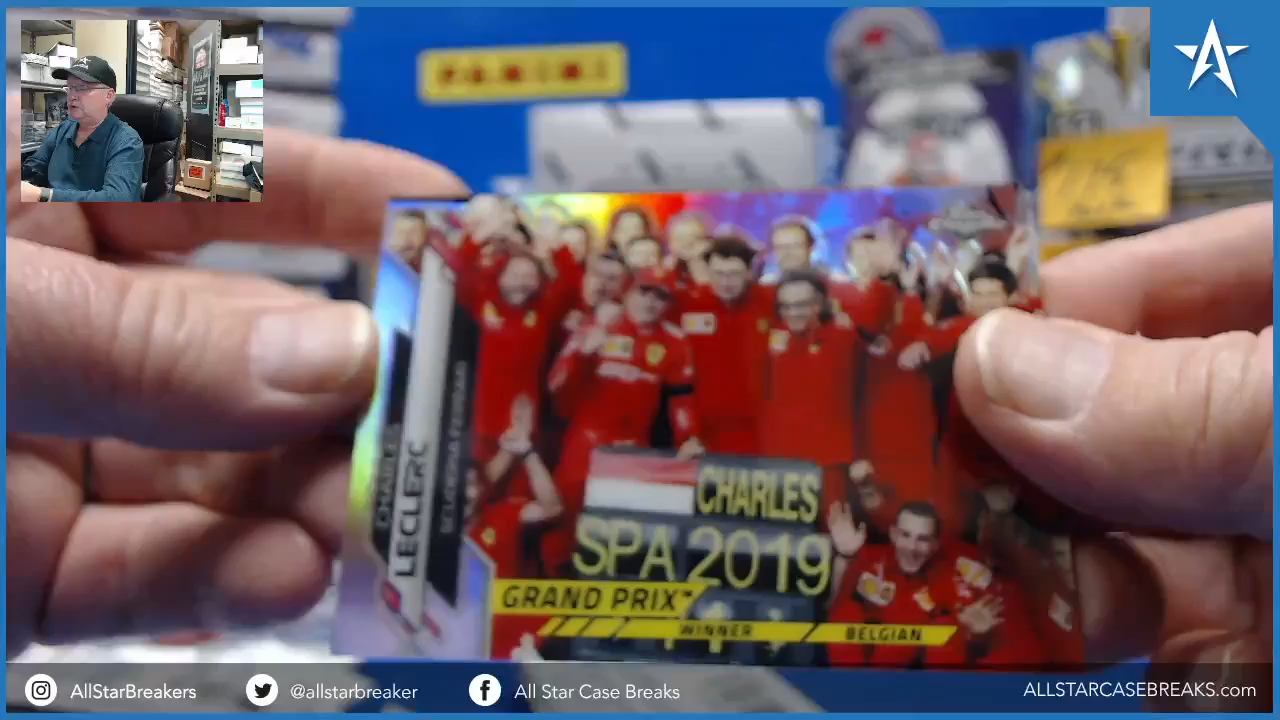 PANINI
CHARLES
LECLERC
SCUDERIA FERRARI
CHARLES
SPA 2019
GRAND PRIX™
WINNER
BELGIAN
AllStarBreakers
@allstarbreaker
All Star Case Breaks
ALLSTARCASEBREAKS.com